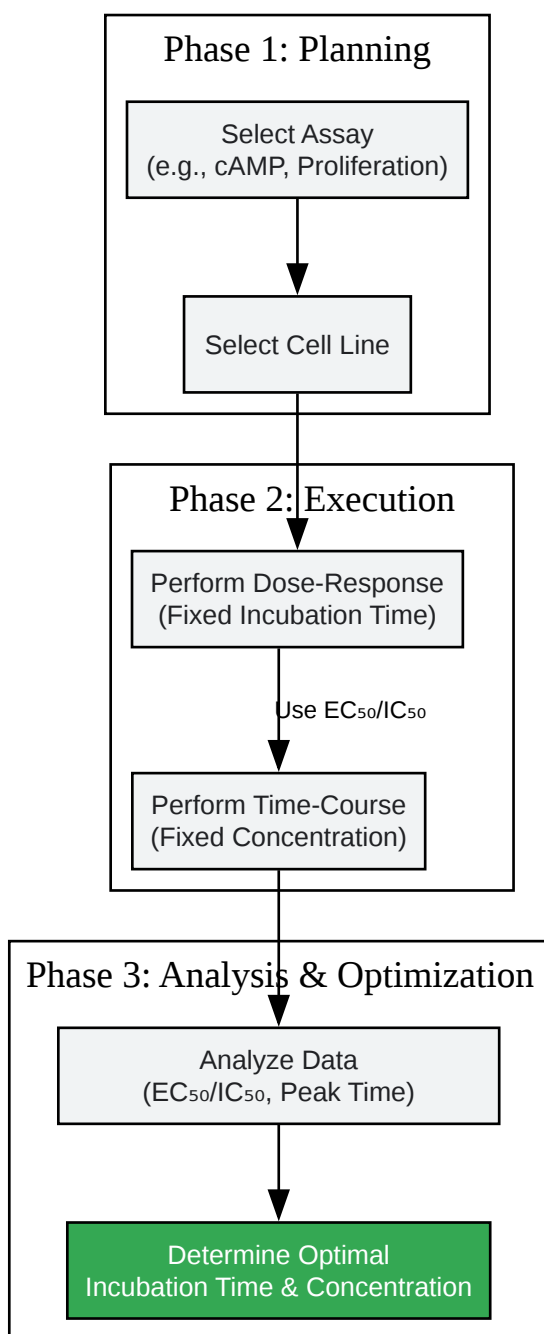 Phase 1: Planning
Select Assay
(e.g., cAMP, Proliferation)
Select Cell Line
Phase 2: Execution
Perform Dose-Response
(Fixed Incubation Time)
Use EC₅₀/IC₅₀
Perform Time-Course
(Fixed Concentration)
Phase 3: Analysis & Optimization
Analyze Data
(EC₅₀/IC₅₀, Peak Time)
Determine Optimal
Incubation Time & Concentration